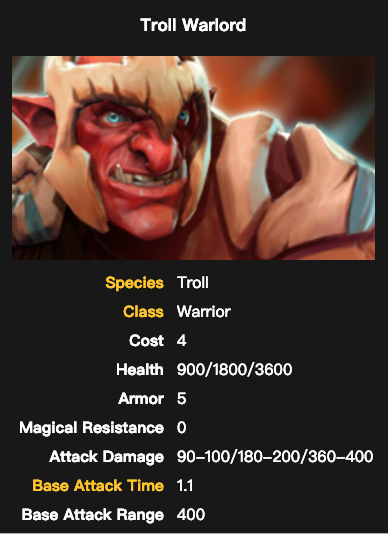 Troll Warlord
Species Troll
Class Warrior
Cost 4
Health 900/1800/3600
Armor 5
Magical Resistance 0
Attack Damage 90–100/180–200/360–400
Base Attack Time 1.1
Base Attack Range 400